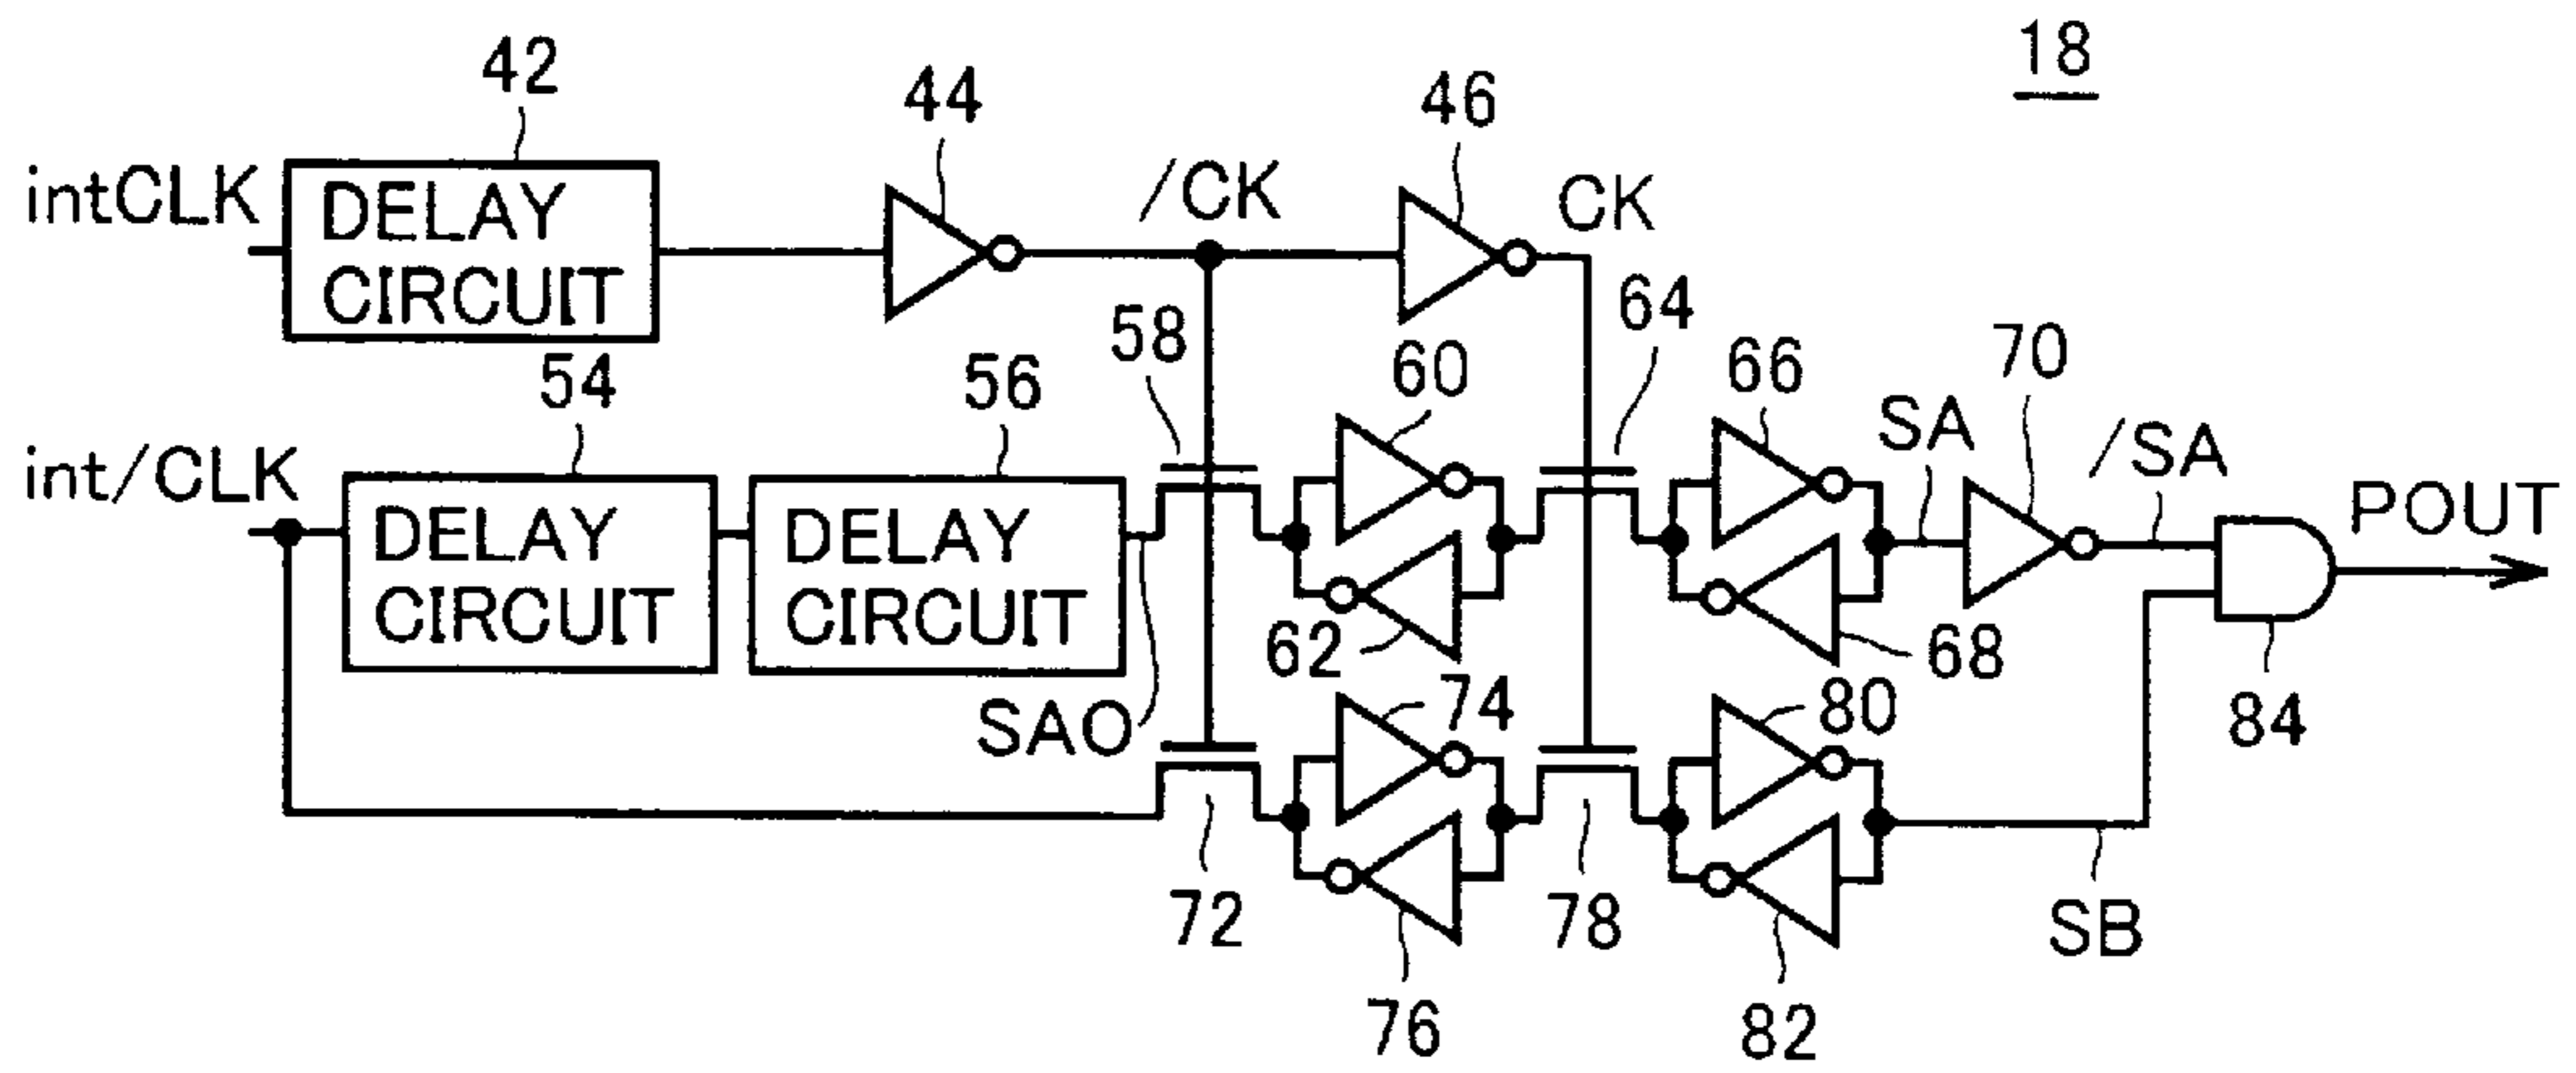 18
42
44
46
intCLK
DELAY
CIRCUIT
/CK
CK
58
60
64
66
70
54
56
int/CLK
DELAY
CIRCUIT
DELAY
CIRCUIT
SA
/SA
POUT
62
68
SAO
74
80
84
72
76
78
82
SB